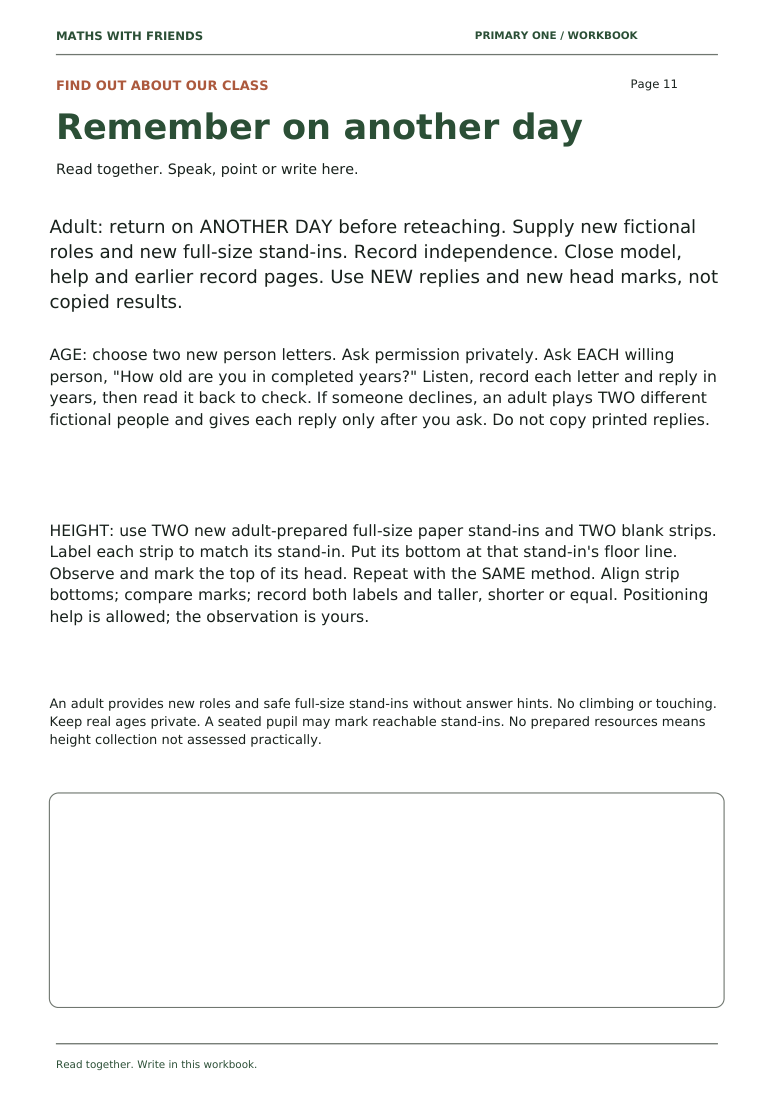 MATHS WITH FRIENDS
PRIMARY ONE / WORKBOOK
FIND OUT ABOUT OUR CLASS
Page 11
Remember on another day
Read together. Speak, point or write here.
Adult: return on ANOTHER DAY before reteaching. Supply new fictional
roles and new full-size stand-ins. Record independence. Close model,
help and earlier record pages. Use NEW replies and new head marks, not
copied results.
AGE: choose two new person letters. Ask permission privately. Ask EACH willing
person, "How old are you in completed years?" Listen, record each letter and reply in
years, then read it back to check. If someone declines, an adult plays TWO different
fictional people and gives each reply only after you ask. Do not copy printed replies.
HEIGHT: use TWO new adult-prepared full-size paper stand-ins and TWO blank strips.
Label each strip to match its stand-in. Put its bottom at that stand-in's floor line.
Observe and mark the top of its head. Repeat with the SAME method. Align strip
bottoms; compare marks; record both labels and taller, shorter or equal. Positioning
help is allowed; the observation is yours.
An adult provides new roles and safe full-size stand-ins without answer hints. No climbing or touching.
Keep real ages private. A seated pupil may mark reachable stand-ins. No prepared resources means
height collection not assessed practically.
Read together. Write in this workbook.